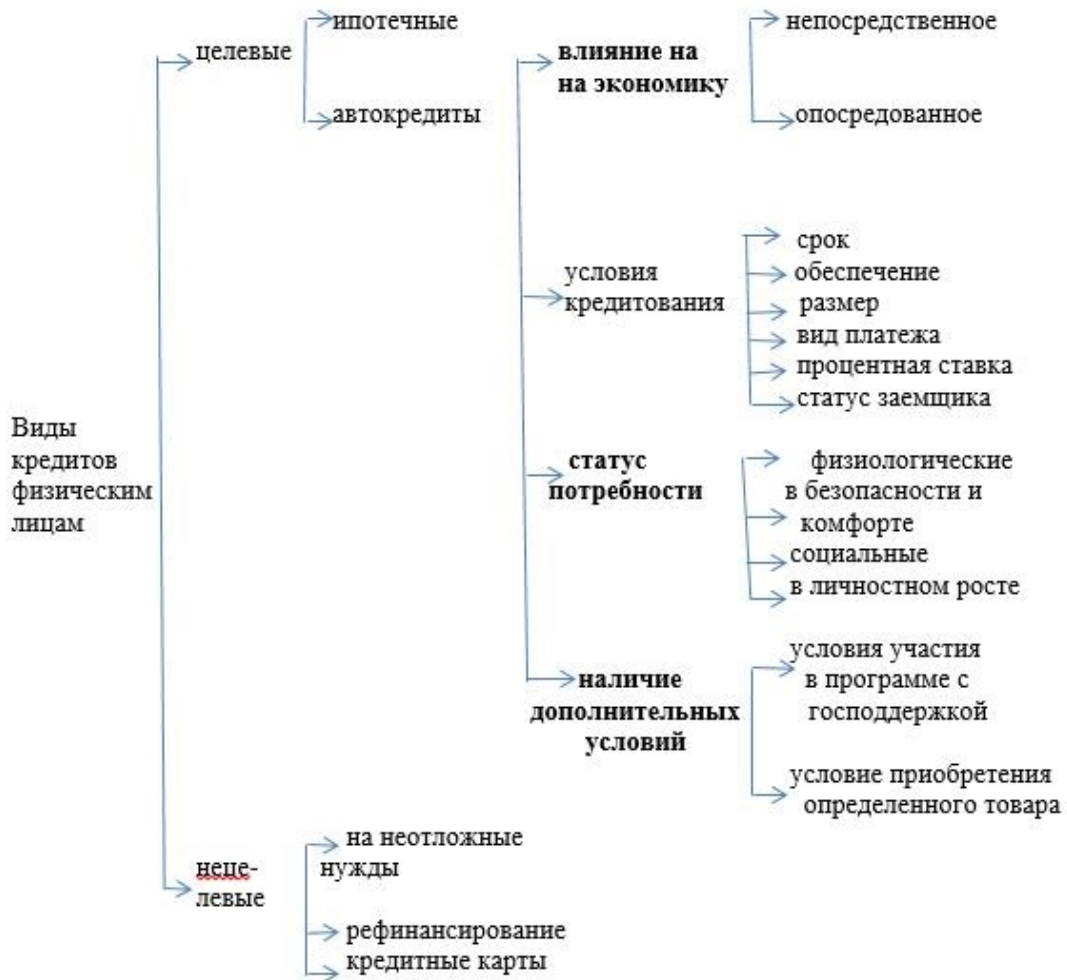 Виды
кредитов
физическим
лицам
целевые
ипотечные
автокредиты
влияние на
на экономику
непосредственное
опосредованное
условия
кредитования
срок
обеспечение
размер
вид платежа
процентная ставка
статус заемщика
статус
потребности
физиологические
в безопасности и
комфорте
социальные
в личностном росте
наличие
дополнительных
условий
условия участия
в программе с
господдержкой
условие приобретения
определенного товара
неце-
левые
на неотложные
нужды
рефинансирование
кредитные карты